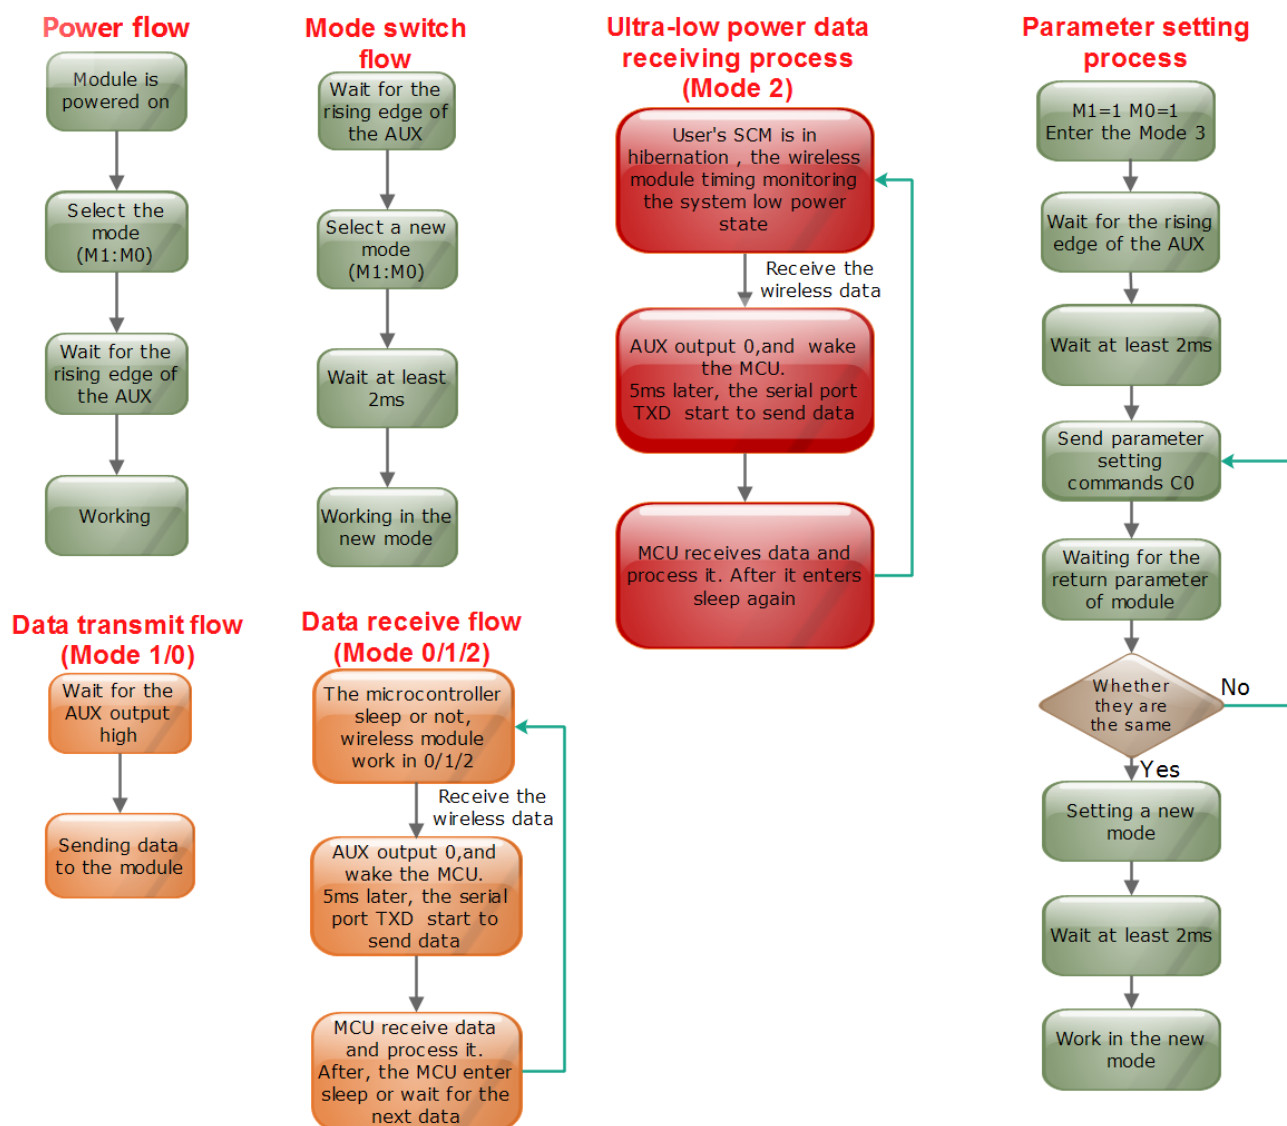 Power flow
Module is
powered on
Select the
mode
(M1:M0)
Wait for the
rising edge of
the AUX
Working
Mode switch
flow
Wait for the
rising edge
of the AUX
Select a new
mode
(M1:M0)
Wait at least
2ms
Working in the
new mode
Ultra-low power data
receiving process
(Mode 2)
User's SCM is in
hibernation , the wireless
module timing monitoring
the system low power
state
Receive the
wireless data
AUX output 0,and wake
the MCU.
5ms later, the serial port
TXD start to send data
MCU receives data and
process it. After it enters
sleep again
Parameter setting
process
M1=1 M0=1
Enter the Mode 3
Wait for the rising
edge of the AUX
Wait at least 2ms
Send parameter
setting
commands C0
Waiting for the
return parameter
of module
Whether
they are
the same
No
Yes
Setting a new
mode
Wait at least 2ms
Work in the new
mode
Data transmit flow
(Mode 1/0)
Wait for the
AUX output
high
Sending data
to the module
Data receive flow
(Mode 0/1/2)
The microcontroller
sleep or not,
wireless module
work in 0/1/2
Receive the
wireless data
AUX output 0,and
wake the MCU.
5ms later, the serial
port TXD start to
send data
MCU receive data
and process it.
After, the MCU enter
sleep or wait for the
next data